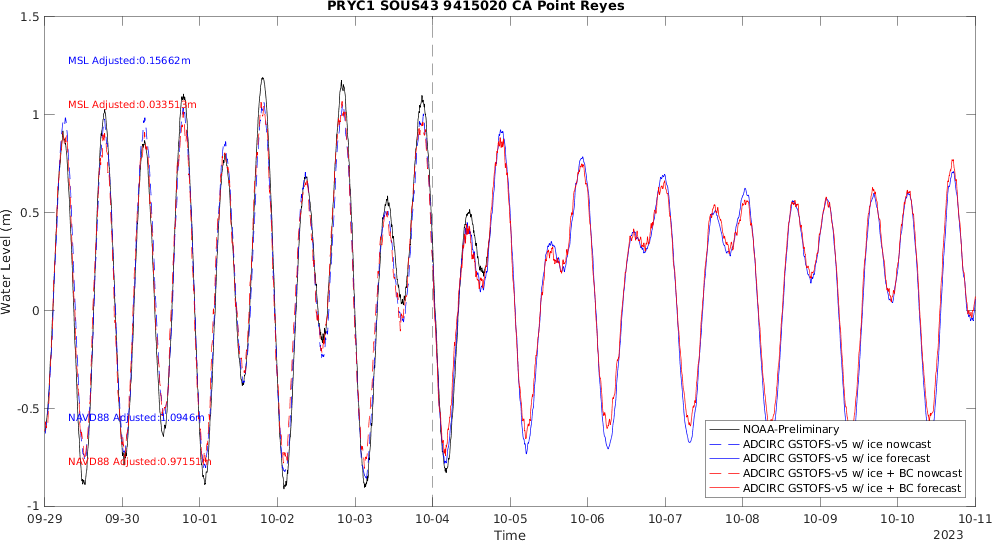 PRYC1 SOUS43 9415020 CA Point Reyes
Water Level (m)
1.5
1
0.5
0
-0.5
-1
MSL Adjusted:0.15662m
MSL Adjusted:0.033513m
NAVD88 Adjusted:1.0946m
NAVD88 Adjusted:0.97151m
NOAA-Preliminary
ADCIRC GSTOFS-v5 w/ ice nowcast
ADCIRC GSTOFS-v5 w/ ice forecast
ADCIRC GSTOFS-v5 w/ ice + BC nowcast
ADCIRC GSTOFS-v5 w/ ice + BC forecast
09-29 09-30 10-01 10-02 10-03 10-04 10-05 10-06 10-07 10-08 10-09 10-10 10-11
Time
2023